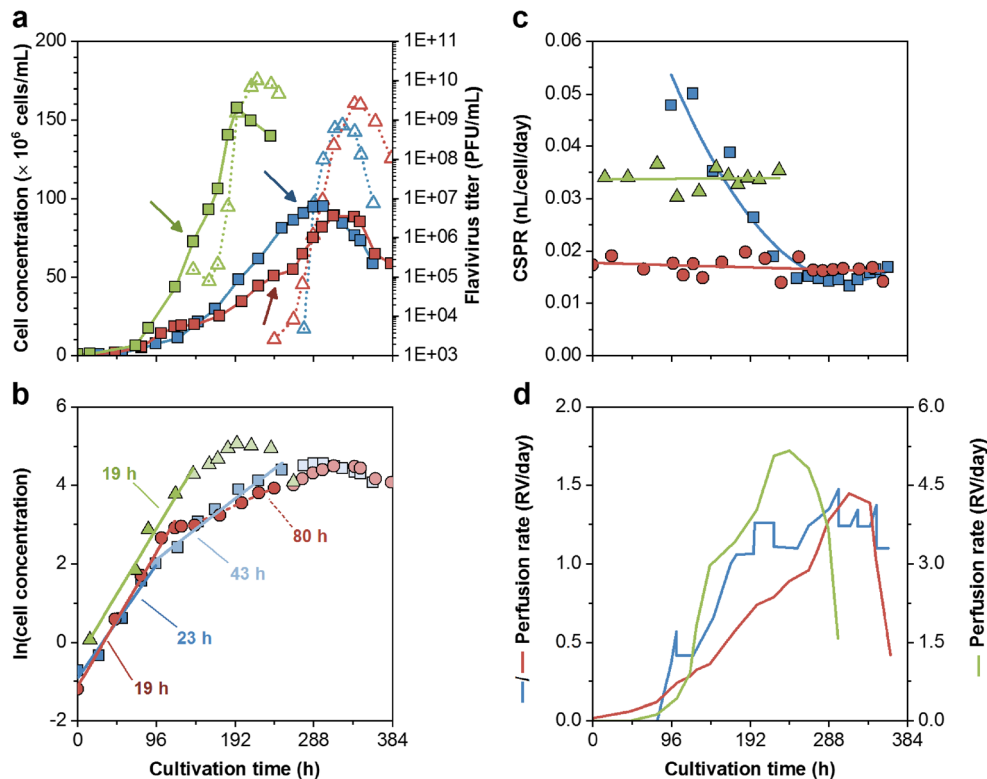 a
Cell concentration (× 10⁶ cells/mL)
200
150
100
50
0
1E+11
1E+10
1E+09
1E+08
1E+07
1E+06
1E+05
1E+04
1E+03
Flavivirus titer (PFU/mL)
c
CSPR (nL/cell/day)
0.06
0.05
0.04
0.03
0.02
0.01
0.00
b
ln(cell concentration)
6
4
2
0
-2
19 h
80 h
43 h
23 h
19 h
0
96
192
288
384
Cultivation time (h)
d
–/– Perfusion rate (RV/day)
2.0
1.5
1.0
0.5
0.0
6.0
4.5
3.0
1.5
0.0
– Perfusion rate (RV/day)
0
96
192
288
384
Cultivation time (h)